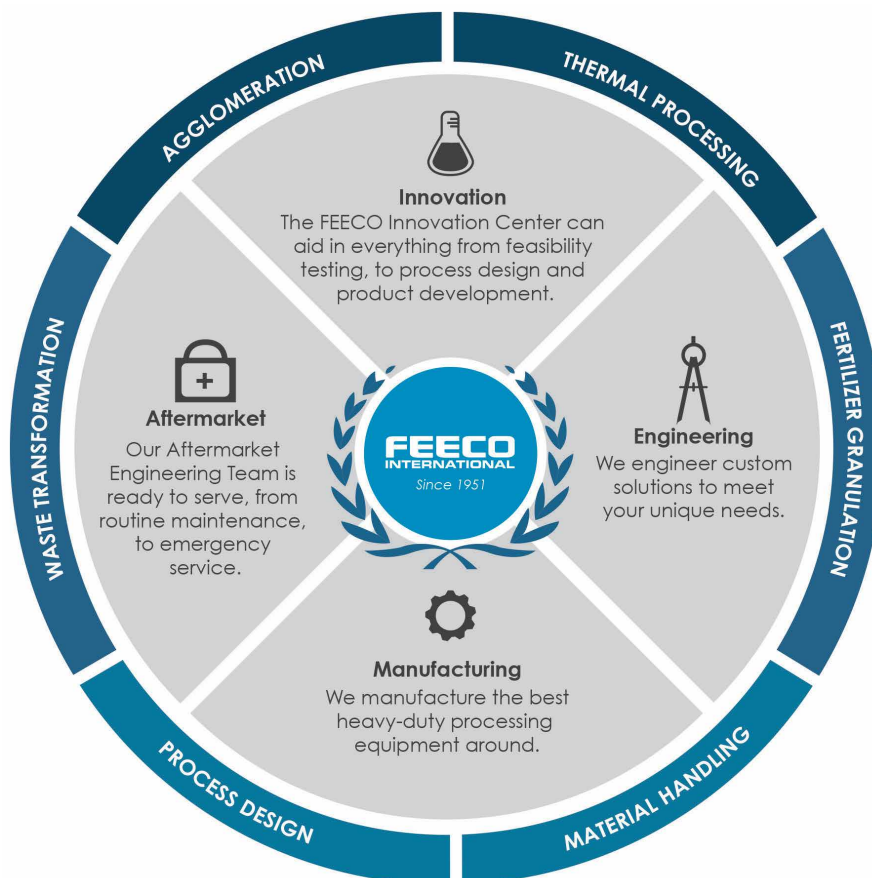 AGGLOMERATION
THERMAL PROCESSING
FERTILIZER GRANULATION
MATERIAL HANDLING
PROCESS DESIGN
WASTE TRANSFORMATION
Innovation
The FEECO Innovation Center can
aid in everything from feasibility
testing, to process design and
product development.
Aftermarket
Our Aftermarket
Engineering Team is
ready to serve, from
routine maintenance,
to emergency
service.
FEECO
INTERNATIONAL
Since 1951
Engineering
We engineer custom
solutions to meet
your unique needs.
Manufacturing
We manufacture the best
heavy-duty processing
equipment around.